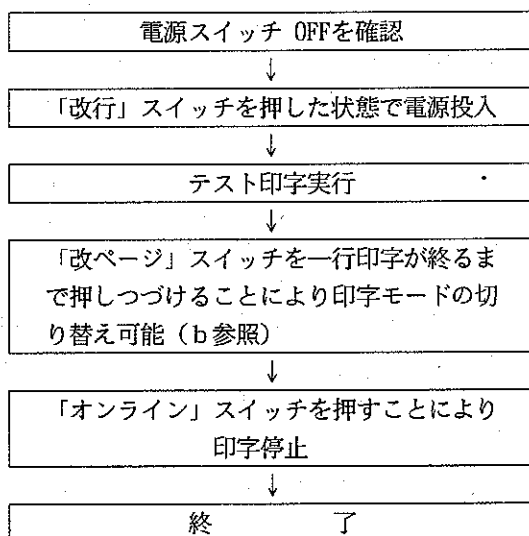 電源スイッチ OFFを確認
↓
「改行」スイッチを押した状態で電源投入
↓
テスト印字実行
↓
「改ページ」スイッチを一行印字が終るま
で押しつづけることにより印字モードの切
り替え可能（b参照）
↓
「オンライン」スイッチを押すことにより
印字停止
↓
終　　　　了